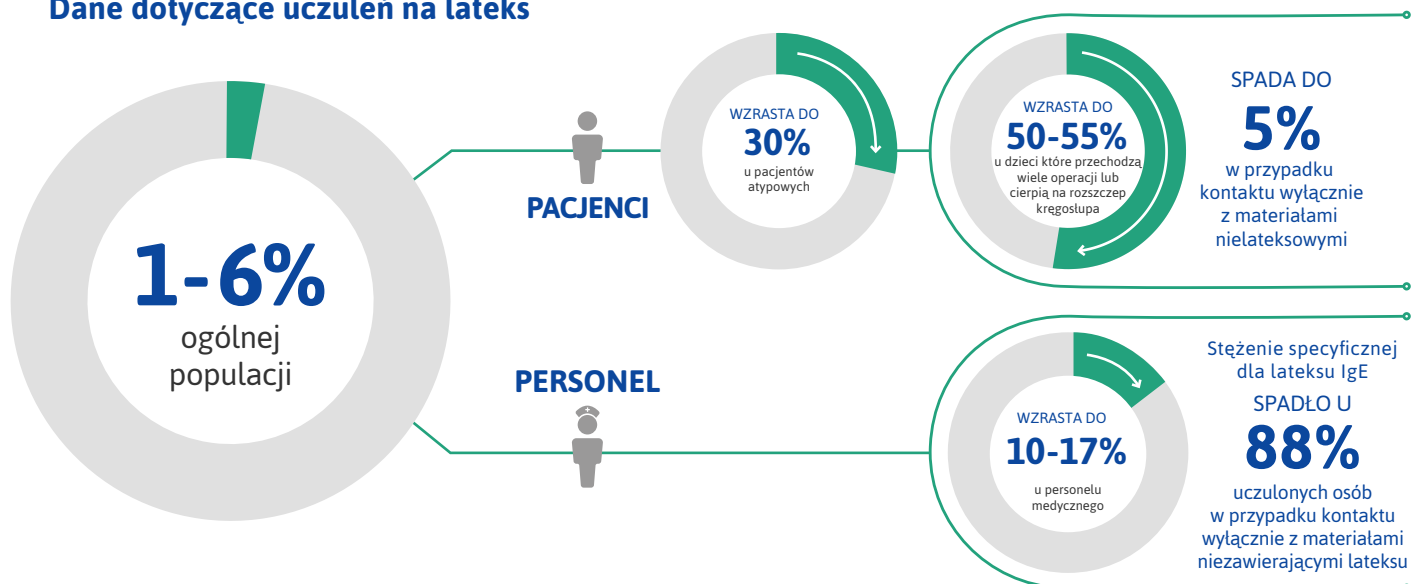 Dane dotyczące uczuleń na lateks
1-6%
ogólnej
populacji
PACJENCI
WZRASTA DO
30%
u pacjentów
atypowych
WZRASTA DO
50-55%
u dzieci które przechodzą
wiele operacji lub
cierpią na rozszczep
kręgosłupa
SPADA DO
5%
w przypadku
kontaktu wyłącznie
z materiałami
nielateksowymi
PERSONEL
WZRASTA DO
10-17%
u personelu
medycznego
Stężenie specyficznej
dla lateksu IgE
SPADŁO U
88%
uczulonych osób
w przypadku kontaktu
wyłącznie z materiałami
niezawierającymi lateksu